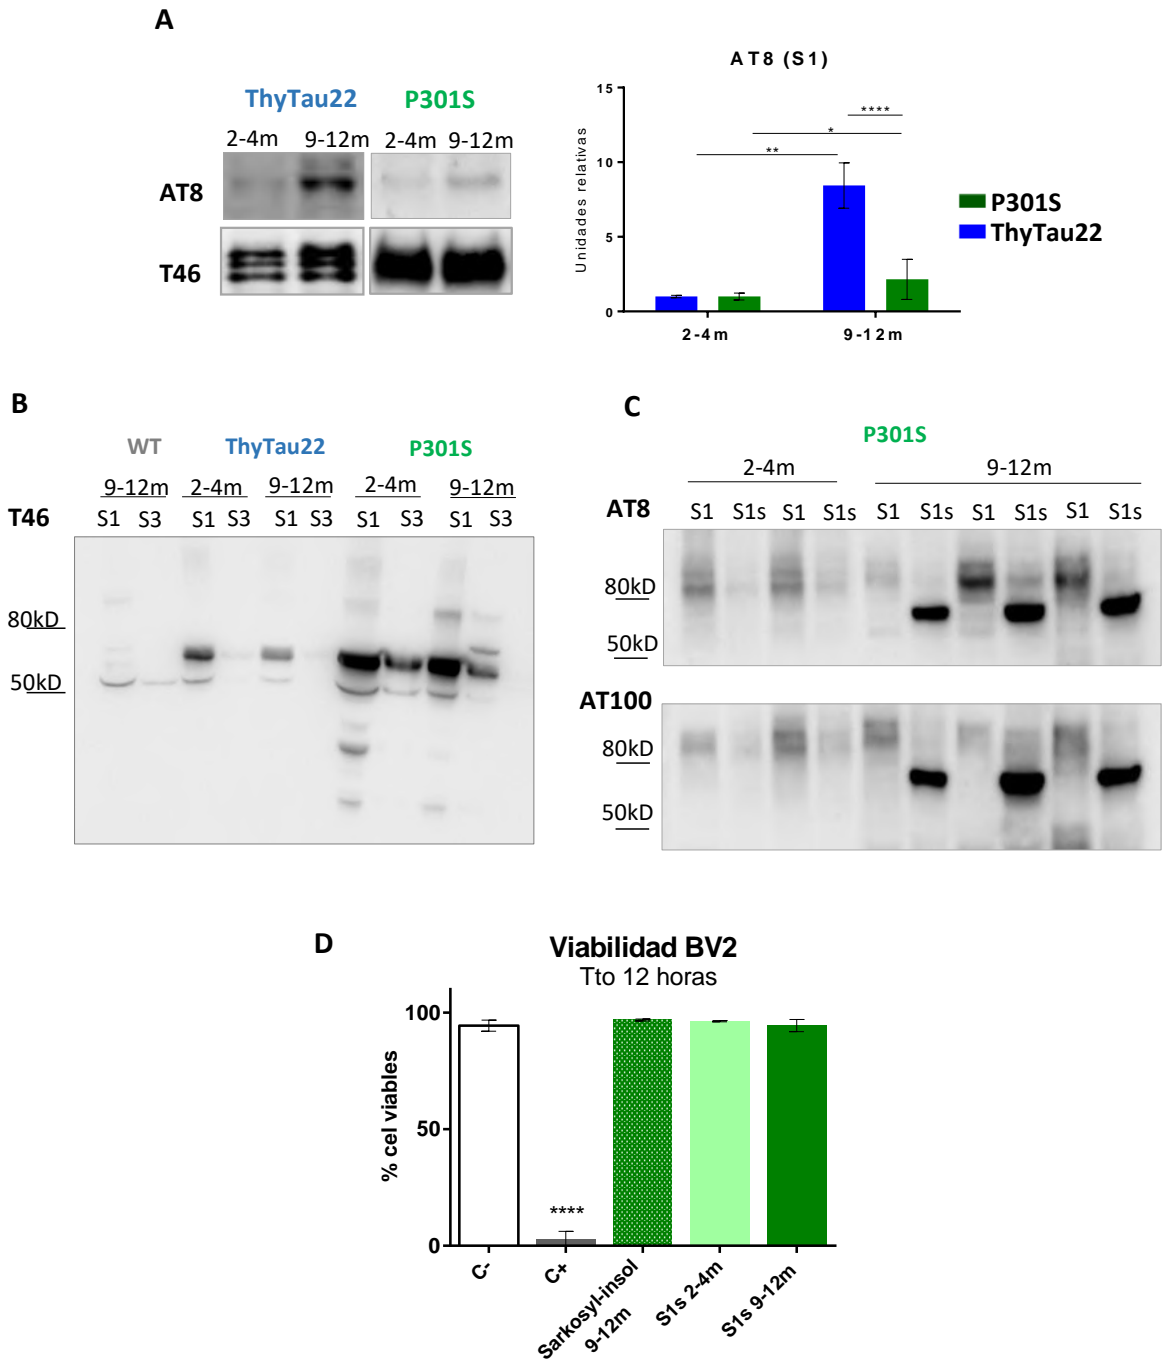 A
ThyTau22 P301S
2-4m 9-12m 2-4m 9-12m
AT8
T46
AT8 (S1)
Unidades relativas
15
10
5
0
****
*
**
2-4m 9-12m
P301S
ThyTau22
B
WT ThyTau22 P301S
9-12m 2-4m 9-12m 2-4m 9-12m
T46 S1 S3 S1 S3 S1 S3 S1 S3 S1 S3
80kD
50kD
C
P301S
2-4m 9-12m
AT8 S1 S1s S1 S1s S1 S1s S1 S1s S1 S1s
80kD
50kD
AT100
80kD
50kD
D
Viabilidad BV2
Tto 12 horas
% cel viables
100
50
0
****
C-
C+
Sarkosyl-insol
9-12m
S1s 2-4m
S1s 9-12m